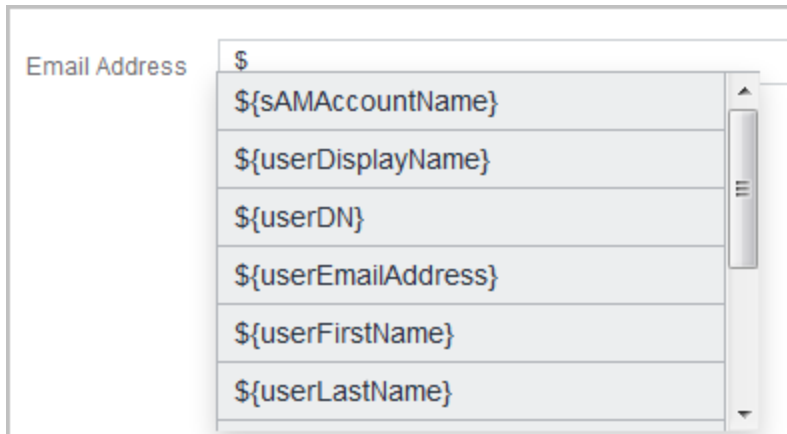 Email Address $
${sAMAccountName}
${userDisplayName}
${userDN}
${userEmailAddress}
${userFirstName}
${userLastName}